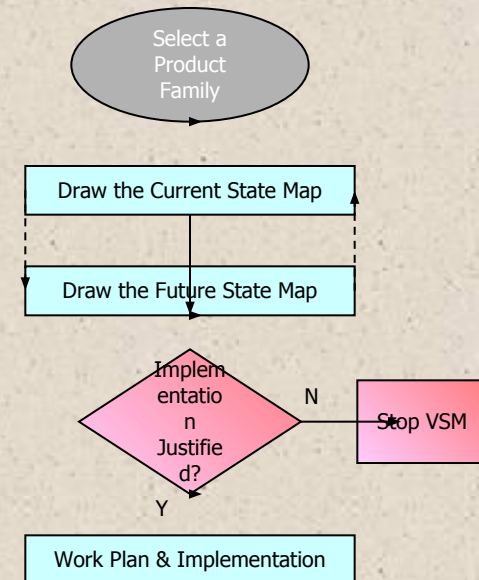 Select a
Product
Family
Draw the Current State Map
Draw the Future State Map
Implem
entatio
n
Justifie
d?
N
Stop VSM
Y
Work Plan & Implementation